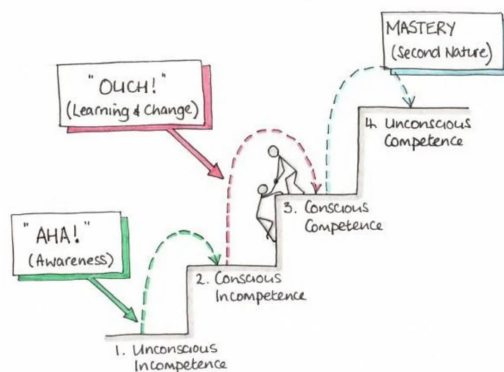 MASTERY
(Second Nature)
"OUCH!"
(Learning & Change)
4. Unconscious
Competence
3. Conscious
Competence
"AHA!"
(Awareness)
2. Conscious
Incompetence
1. Unconscious
Incompetence